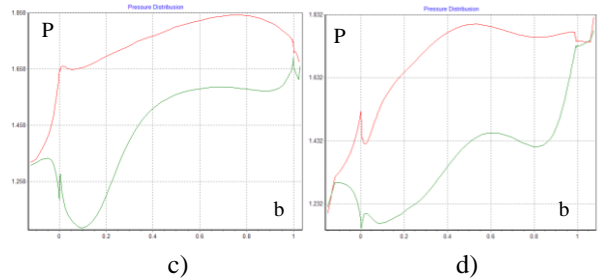 Pressure Distribution
1.858
P
1.658
1.458
1.258
b
0 0.2 0.4 0.6 0.8 1
c)
Pressure Distribution
1.832
P
1.632
1.432
1.232
b
0 0.2 0.4 0.6 0.8 1
d)